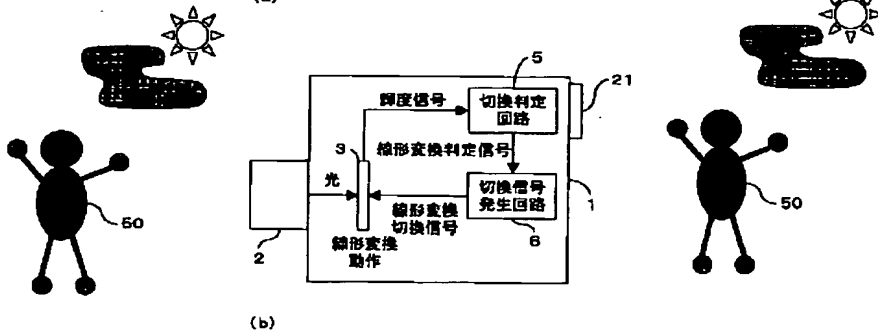 5
21
輝度信号
切換判定
回路
3
線形変換判定信号
光
切換信号
発生回路
1
線形変換
切換信号
50
50
2
線形変換
動作
6
(b)